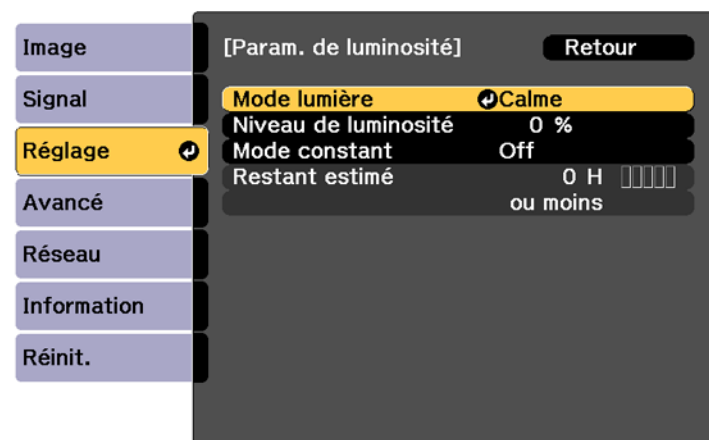 Image
Signal
Réglage
Avancé
Réseau
Information
Réinit.
[Param. de luminosité] Retour
Mode lumière Calme
Niveau de luminosité 0 %
Mode constant Off
Restant estimé 0 H
ou moins